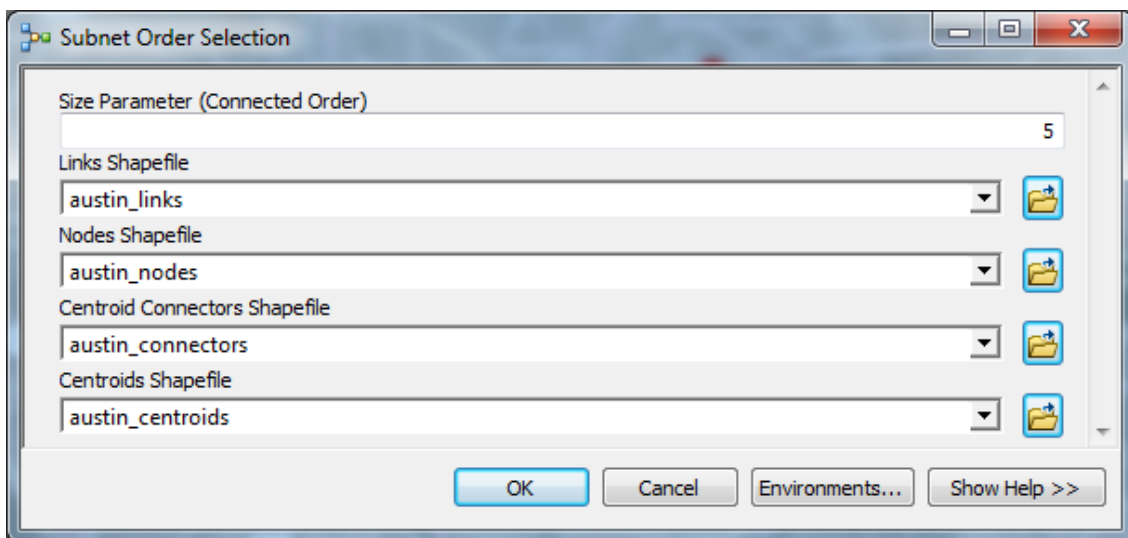 Subnet Order Selection
Size Parameter (Connected Order)
5
Links Shapefile
austin_links
Nodes Shapefile
austin_nodes
Centroid Connectors Shapefile
austin_connectors
Centroids Shapefile
austin_centroids
OK Cancel Environments... Show Help >>